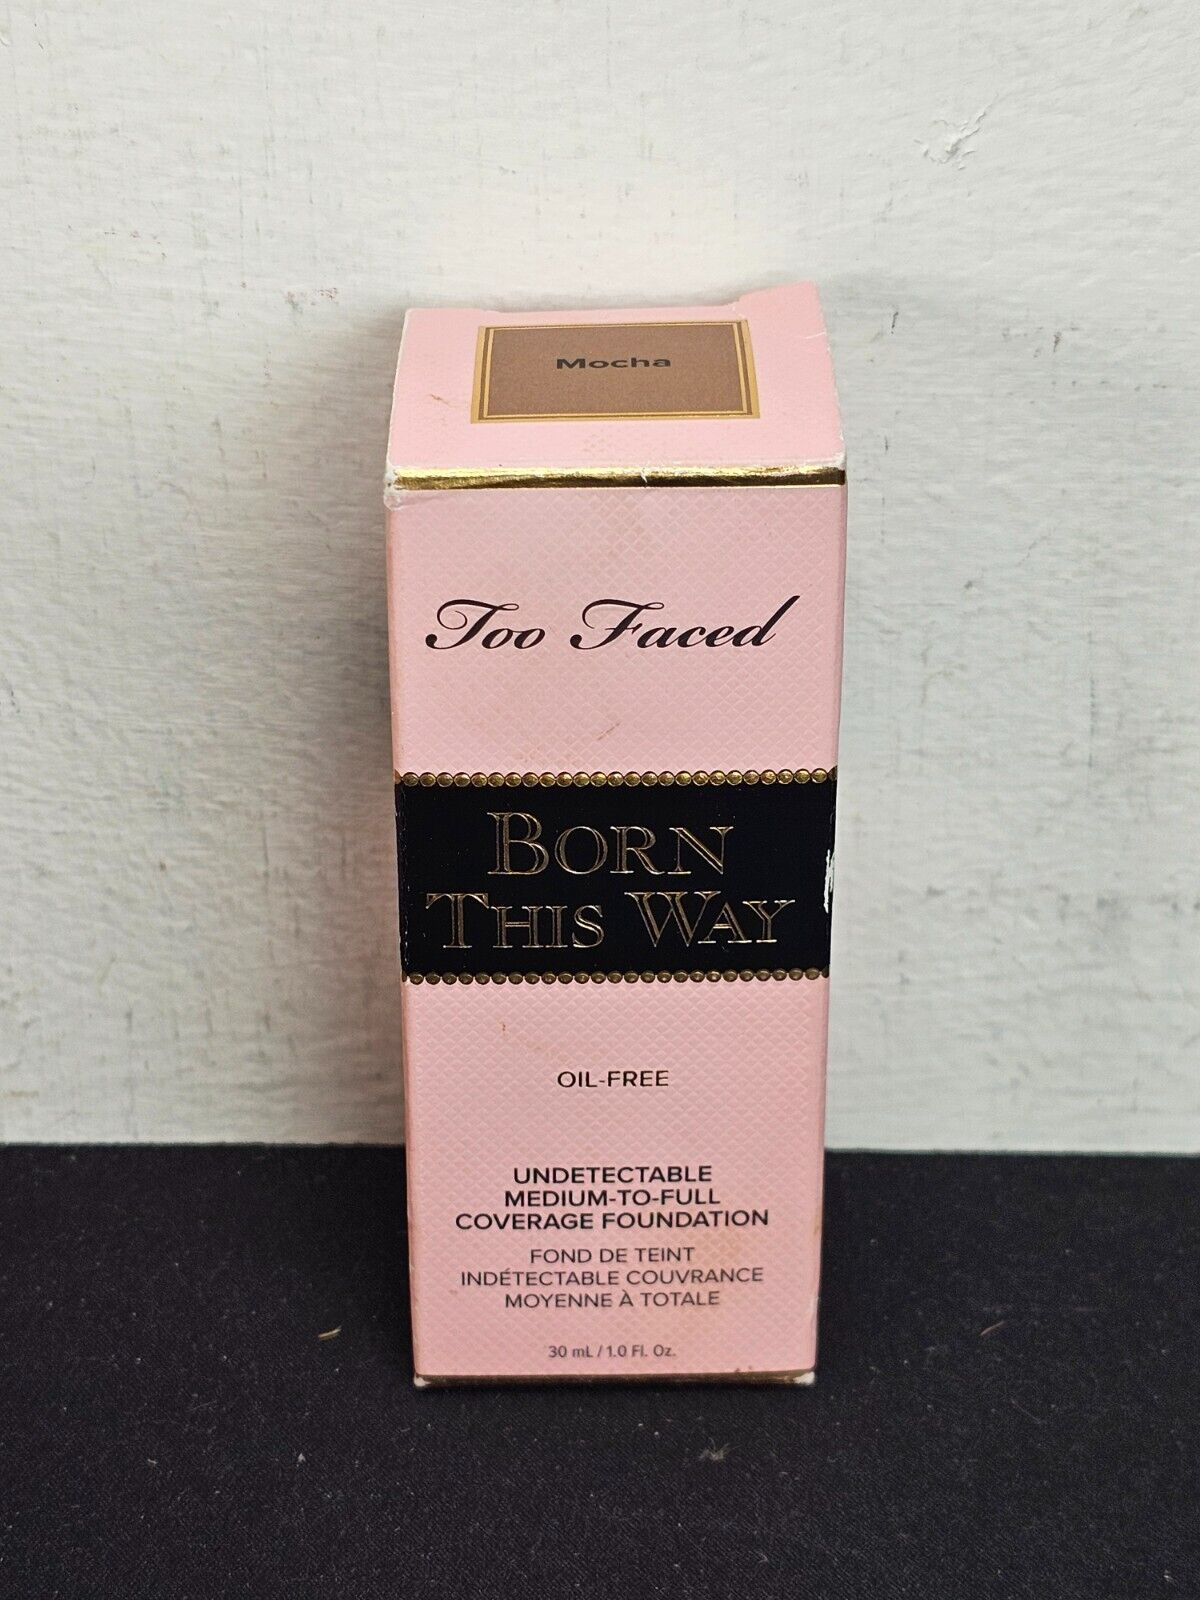 Mocha
Too Faced
BORN
THIS WAY
OIL-FREE
UNDETECTABLE
MEDIUM-TO-FULL
COVERAGE FOUNDATION
FOND DE TEINT
INDÉTECTABLE COUVRANCE
MOYENNE À TOTALE
30 mL / 1.0 Fl. Oz.